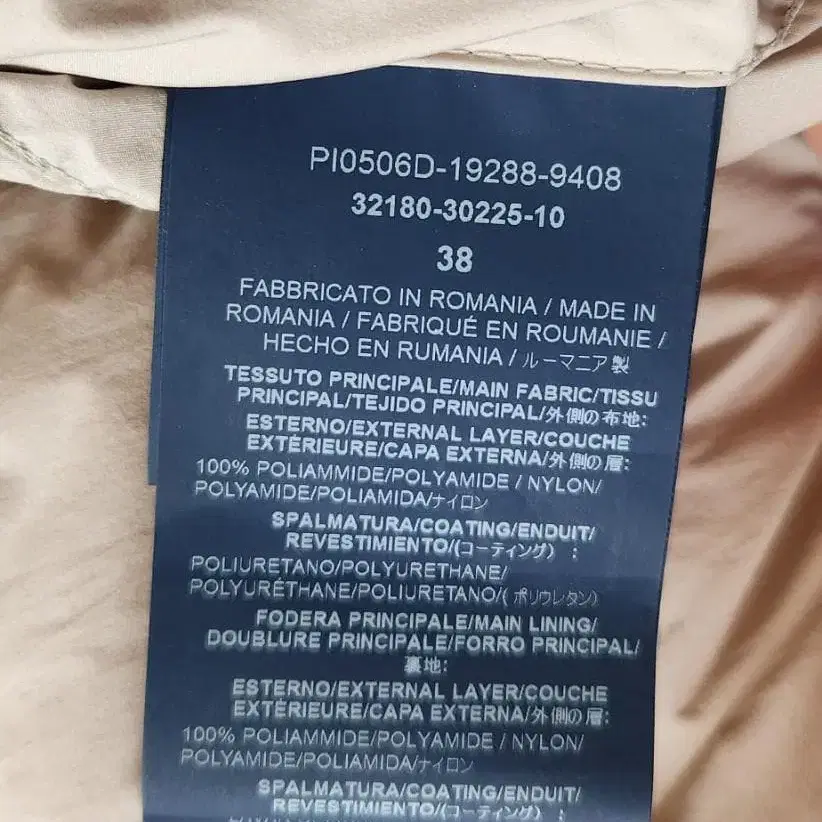 PI0506D-19288-9408
32180-30225-10
38
FABBRICATO IN ROMANIA / MADE IN
ROMANIA / FABRIQUÉ EN ROUMANIE /
HECHO EN RUMANIA / ルーマニア製
TESSUTO PRINCIPALE/MAIN FABRIC/TISSU
PRINCIPAL/TEJIDO PRINCIPAL/外側の布地:
ESTERNO/EXTERNAL LAYER/COUCHE
EXTÉRIEURE/CAPA EXTERNA/外側の層:
100% POLIAMMIDE/POLYAMIDE / NYLON/
POLYAMIDE/POLIAMIDA/ナイロン
SPALMATURA/COATING/ENDUIT/
REVESTIMIENTO/(コーティング) :
POLIURETANO/POLYURETHANE/
POLYURÉTHANE/POLIURETANO/( ポリウレタン)
FODERA PRINCIPALE/MAIN LINING/
DOUBLURE PRINCIPALE/FORRO PRINCIPAL/
裏地:
ESTERNO/EXTERNAL LAYER/COUCHE
EXTÉRIEURE/CAPA EXTERNA/外側の層:
100% POLIAMMIDE/POLYAMIDE / NYLON/
POLYAMIDE/POLIAMIDA/ナイロン
SPALMATURA/COATING/ENDUIT/
REVESTIMIENTO/(コーティング) :